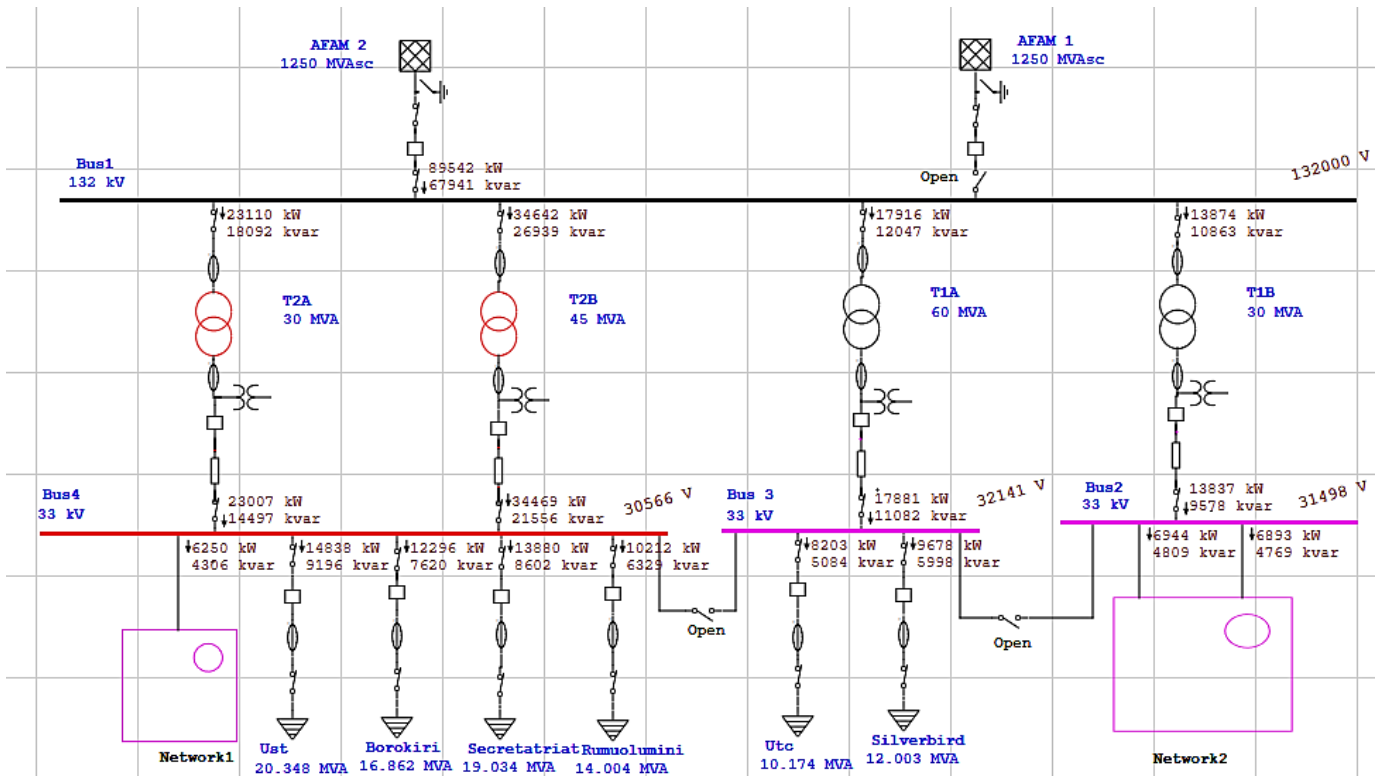 AFAM 2
1250 MVAsc
AFAM 1
1250 MVAsc
Bus1
132 kV
89542 kW
67941 kvar
Open
132000 V
23110 kW
18092 kvar
34642 kW
26939 kvar
17916 kW
12047 kvar
13874 kW
10863 kvar
T2A
30 MVA
T2B
45 MVA
T1A
60 MVA
T1B
30 MVA
Bus4
33 kV
23007 kW
14497 kvar
34469 kW
21556 kvar
30566 V
Bus 3
33 kV
17881 kW
11082 kvar
32141 V
Bus2
33 kV
13837 kW
9578 kvar
31498 V
6250 kW
4306 kvar
14838 kW
9196 kvar
12296 kW
7620 kvar
13880 kW
8602 kvar
10212 kW
6329 kvar
8203 kW
5084 kvar
9678 kW
5998 kvar
6944 kW
4809 kvar
6893 kW
4769 kvar
Open
Open
Network1
Ust
20.348 MVA
Borokiri
16.862 MVA
Secretatriat
19.034 MVA
Rumuolumini
14.004 MVA
Utc
10.174 MVA
Silverbird
12.003 MVA
Network2